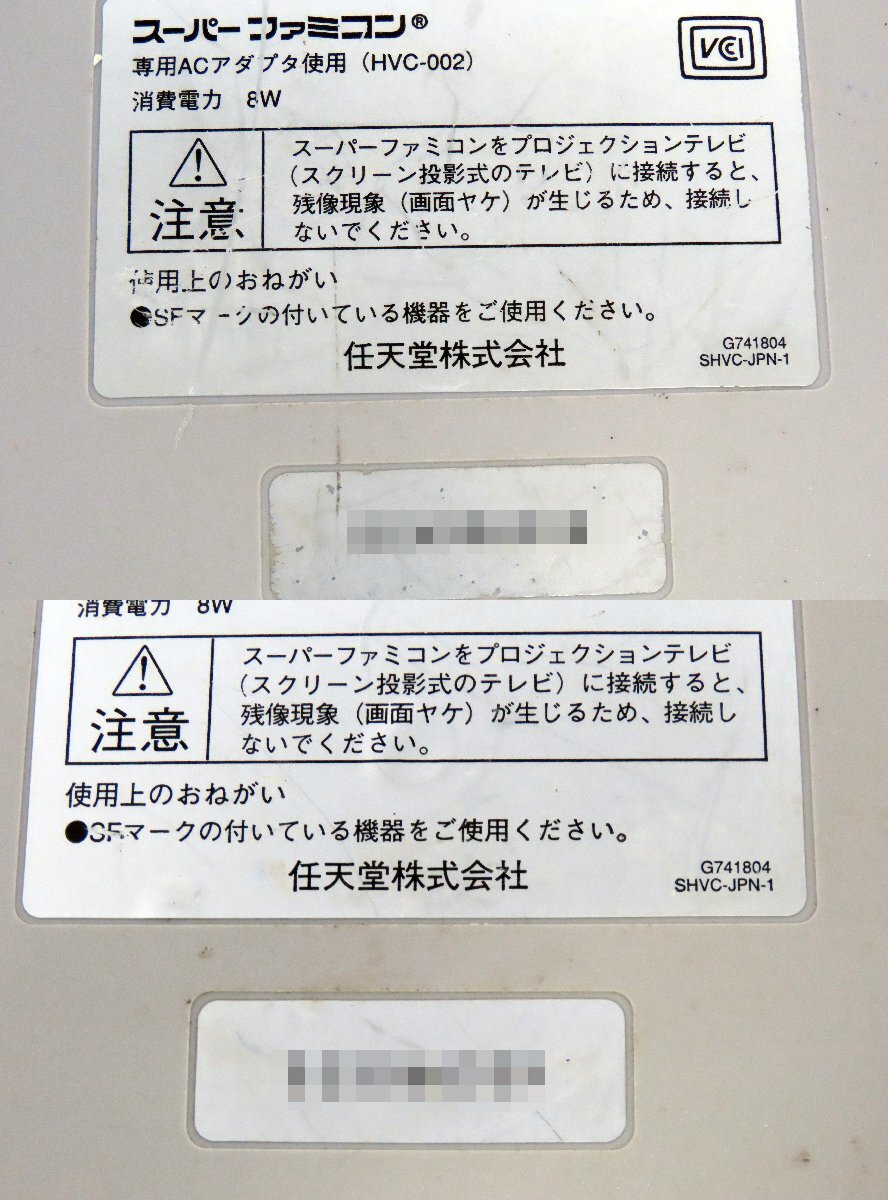 スーパーファミコン®
専用ACアダプタ使用（HVC-002）
消費電力 8W
VCI
注意
スーパーファミコンをプロジェクションテレビ
（スクリーン投影式のテレビ）に接続すると、
残像現象（画面ヤケ）が生じるため、接続し
ないでください。
使用上のおねがい
●SFマークの付いている機器をご使用ください。
任天堂株式会社
G741804
SHVC-JPN-1
消費電力 8W
注意
スーパーファミコンをプロジェクションテレビ
（スクリーン投影式のテレビ）に接続すると、
残像現象（画面ヤケ）が生じるため、接続し
ないでください。
使用上のおねがい
●SFマークの付いている機器をご使用ください。
任天堂株式会社
G741804
SHVC-JPN-1